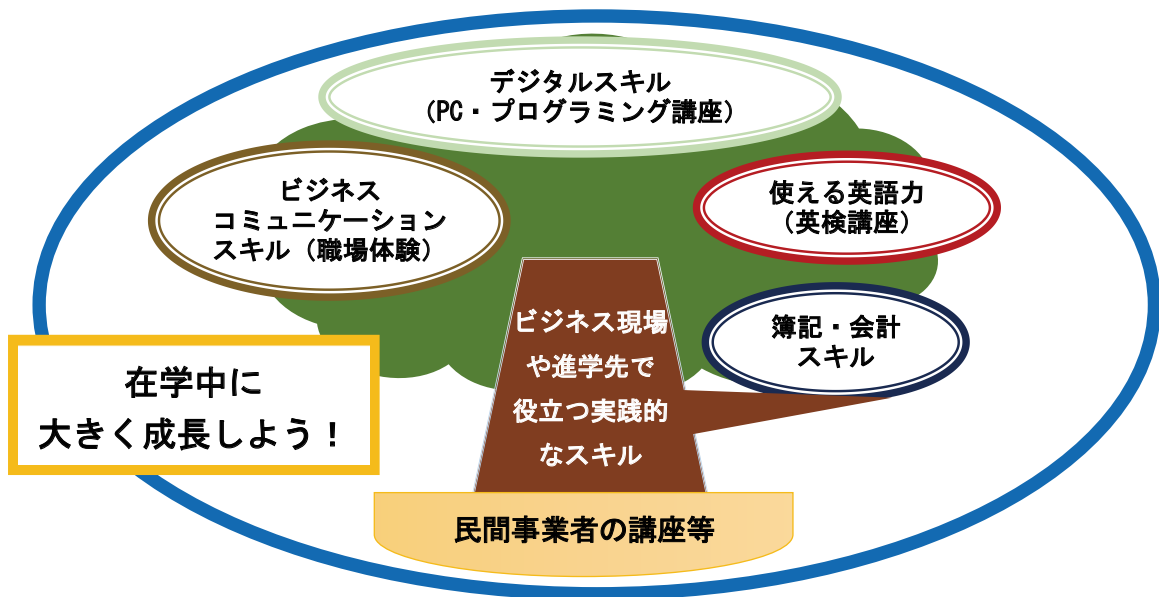 デジタルスキル
（PC・プログラミング講座）
ビジネス
コミュニケーション
スキル（職場体験）
使える英語力
（英検講座）
簿記・会計
スキル
ビジネス現場
や進学先で
役立つ実践的
なスキル
在学中に
大きく成長しよう！
民間事業者の講座等